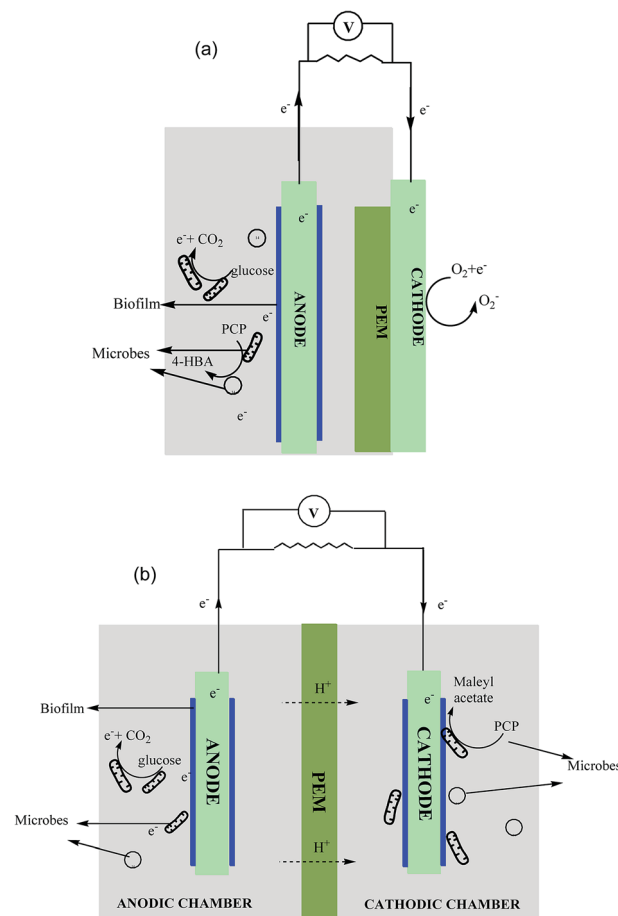 (a)
V
e-
e-
e-
e-
e-+ CO2
glucose
O2+e-
O2-
ANODE
PEM
CATHODE
Biofilm
e-
PCP
Microbes
4-HBA
e-
(b)
V
e-
e-
e-
e-
H+
Maleyl
acetate
Biofilm
PCP
e-+ CO2
glucose
e-
ANODE
PEM
CATHODE
Microbes
Microbes
e-
H+
ANODIC CHAMBER
CATHODIC CHAMBER